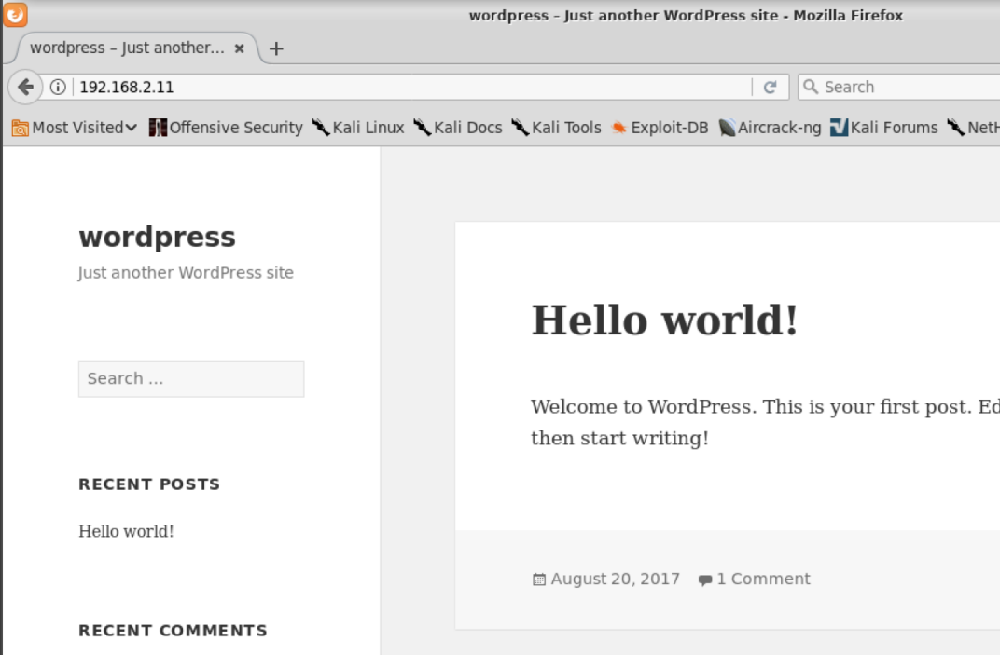 wordpress – Just another WordPress site - Mozilla Firefox
wordpress – Just another... ×
192.168.2.11
Search
Most Visited Offensive Security Kali Linux Kali Docs Kali Tools Exploit-DB Aircrack-ng Kali Forums NetH
wordpress
Just another WordPress site
Search ...
RECENT POSTS
Hello world!
RECENT COMMENTS
Hello world!
Welcome to WordPress. This is your first post. Ed
then start writing!
August 20, 2017 1 Comment